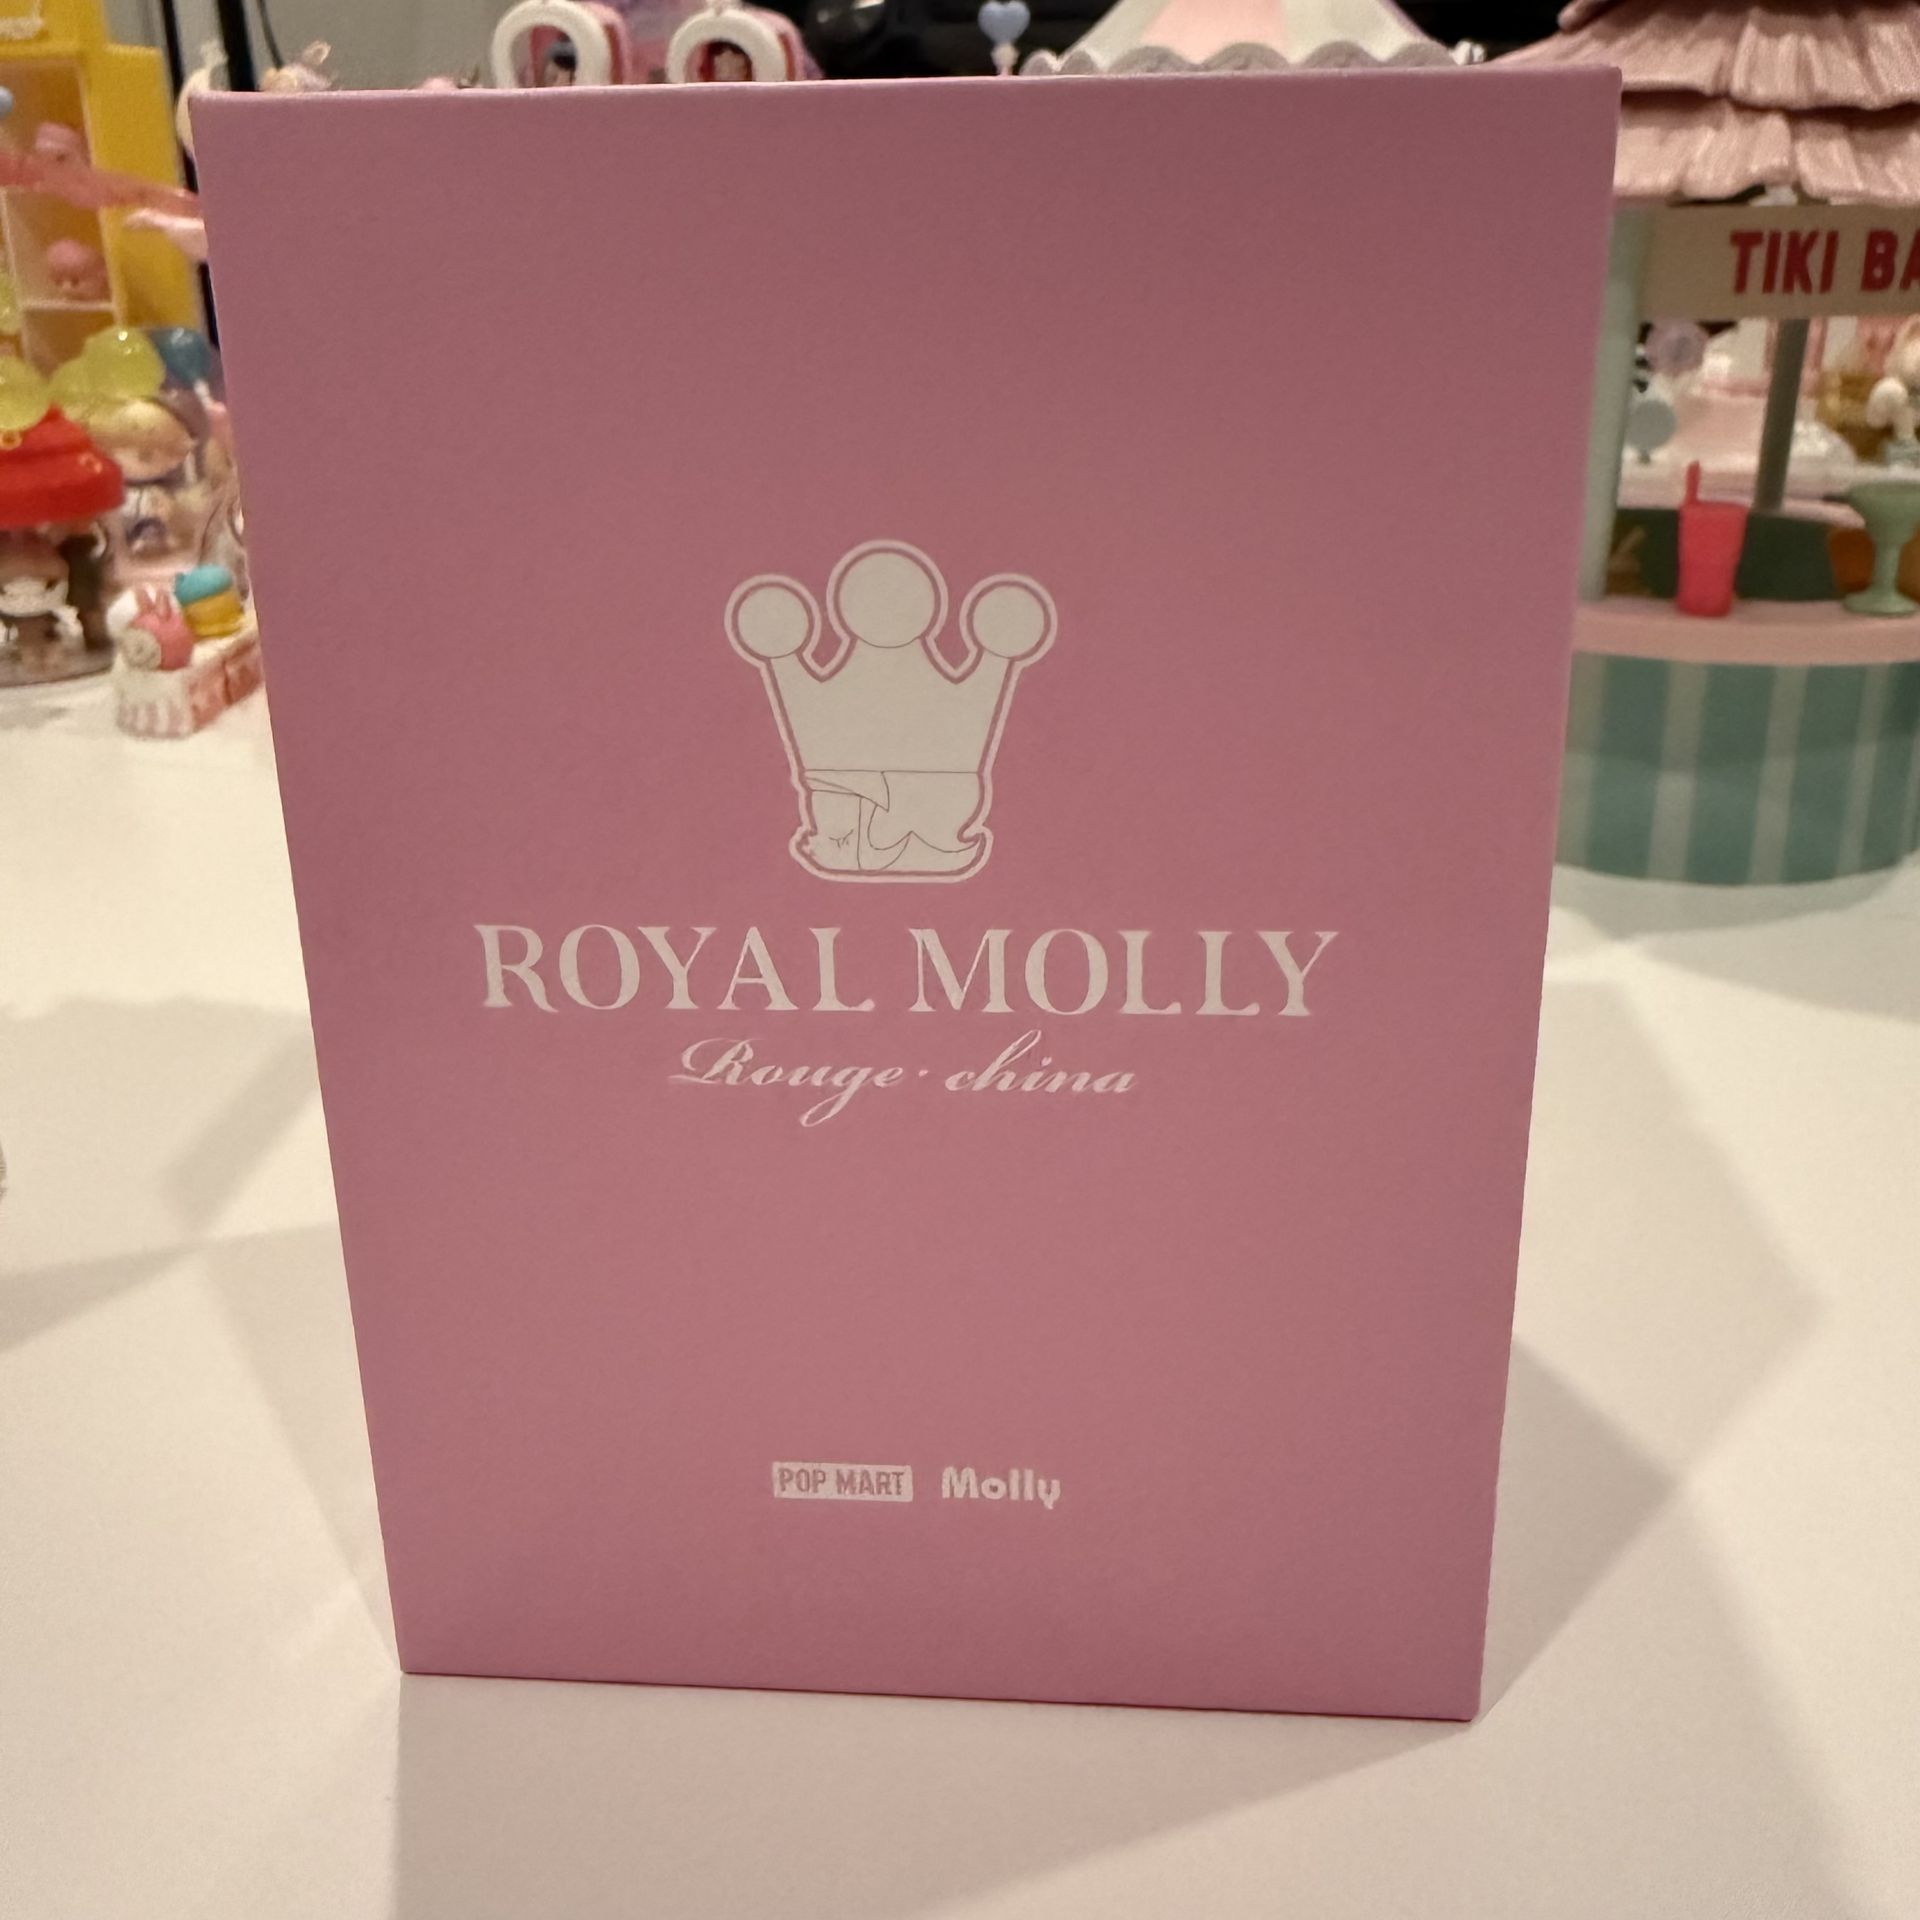 TIKI BA
ROYAL MOLLY
Rouge · china
POP MART Molly